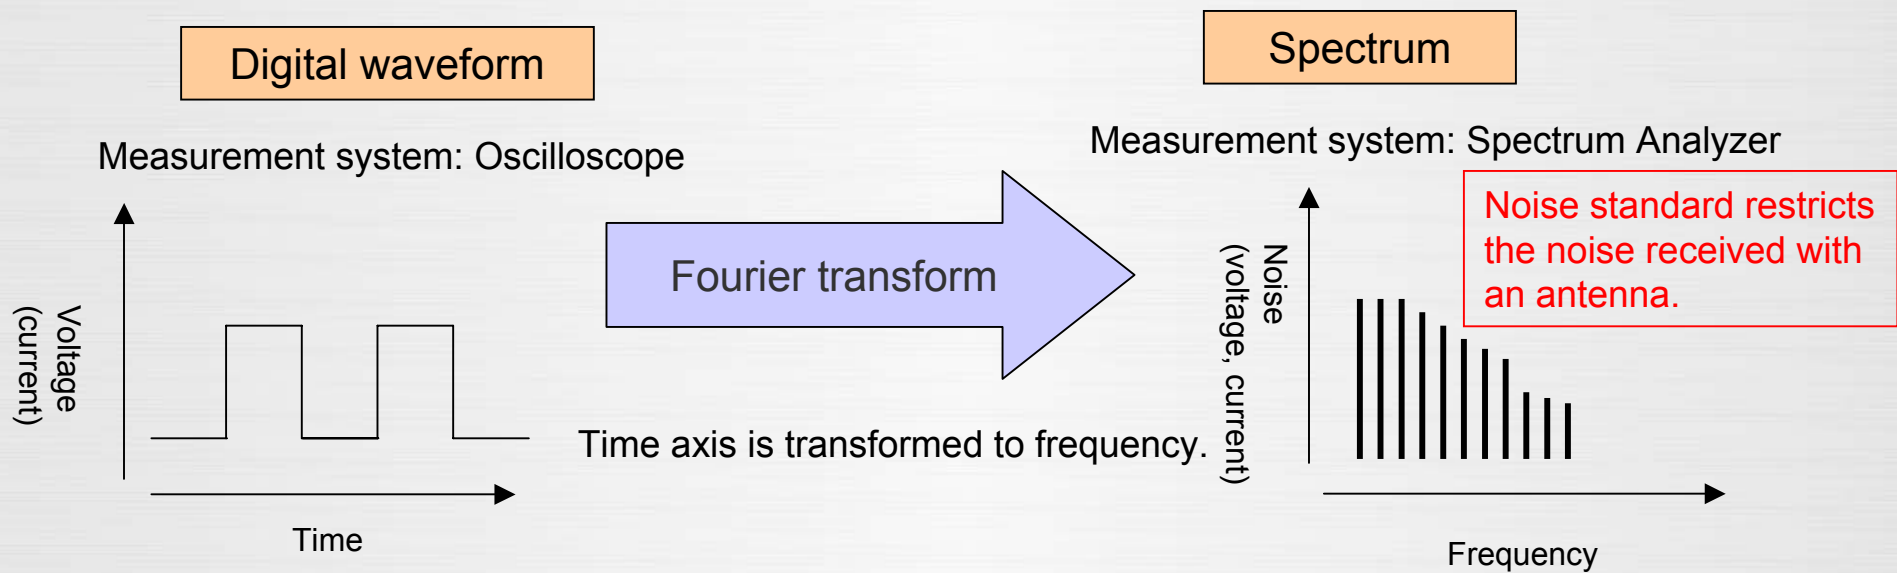 Digital waveform
Measurement system: Oscilloscope
Voltage
(current)
Time
Fourier transform
Time axis is transformed to frequency.
Spectrum
Measurement system: Spectrum Analyzer
Noise standard restricts
the noise received with
an antenna.
Noise
(voltage, current)
Frequency